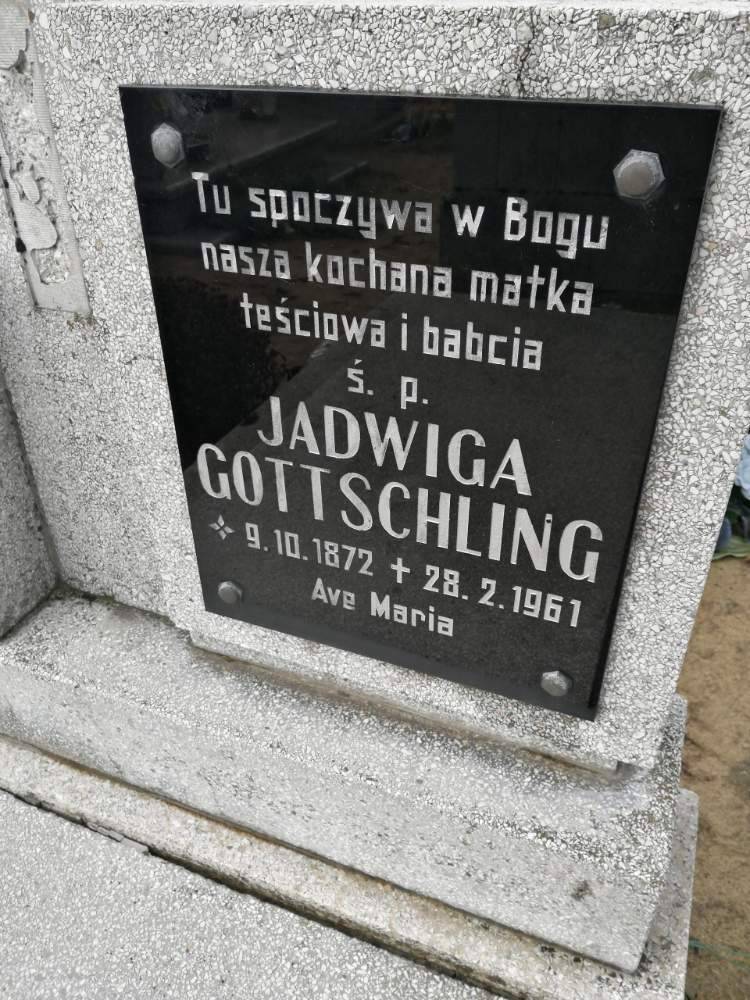 Tu spoczywa w Bogu
nasza kochana matka
teściowa i babcia
ś. p.
JADWIGA
GOTTSCHLING
9.10.1872 ✝ 28.2.1961
Ave Maria